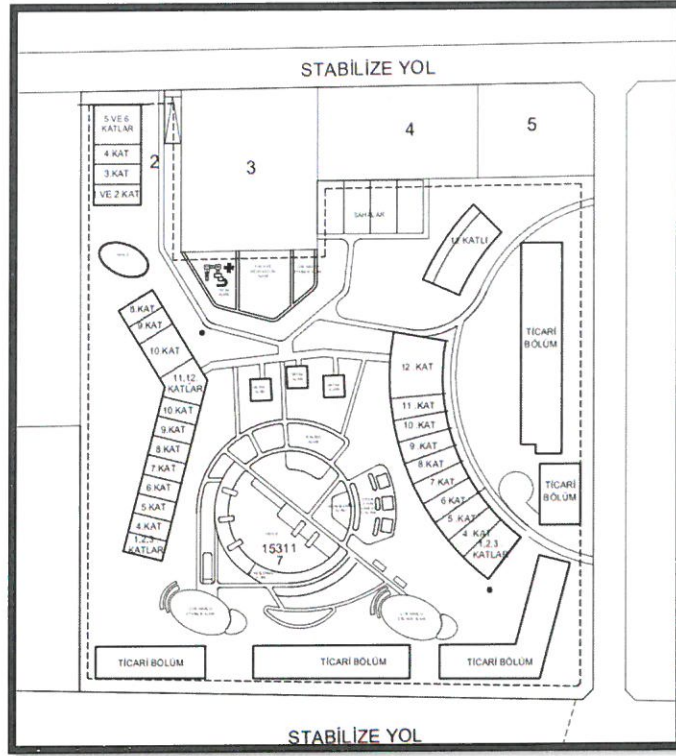 STABİLİZE YOL
5 VE 6
KATLAR
4.KAT
3.KAT
1 VE 2.KAT
2
3
4
5
SAHALAR
12 KATLI
TİCARİ
BÖLÜM
8.KAT
9.KAT
10.KAT
11,12.
KATLAR
10.KAT
9.KAT
8.KAT
7.KAT
6.KAT
5.KAT
4.KAT
1,2,3
KATLAR
12 .KAT
11 .KAT
10 .KAT
9 .KAT
8 .KAT
7 .KAT
6 .KAT
5 .KAT
4 .KAT
1,2,3
KATLAR
TİCARİ
BÖLÜM
15311
7
TİCARİ BÖLÜM
TİCARİ BÖLÜM
TİCARİ BÖLÜM
STABİLİZE YOL